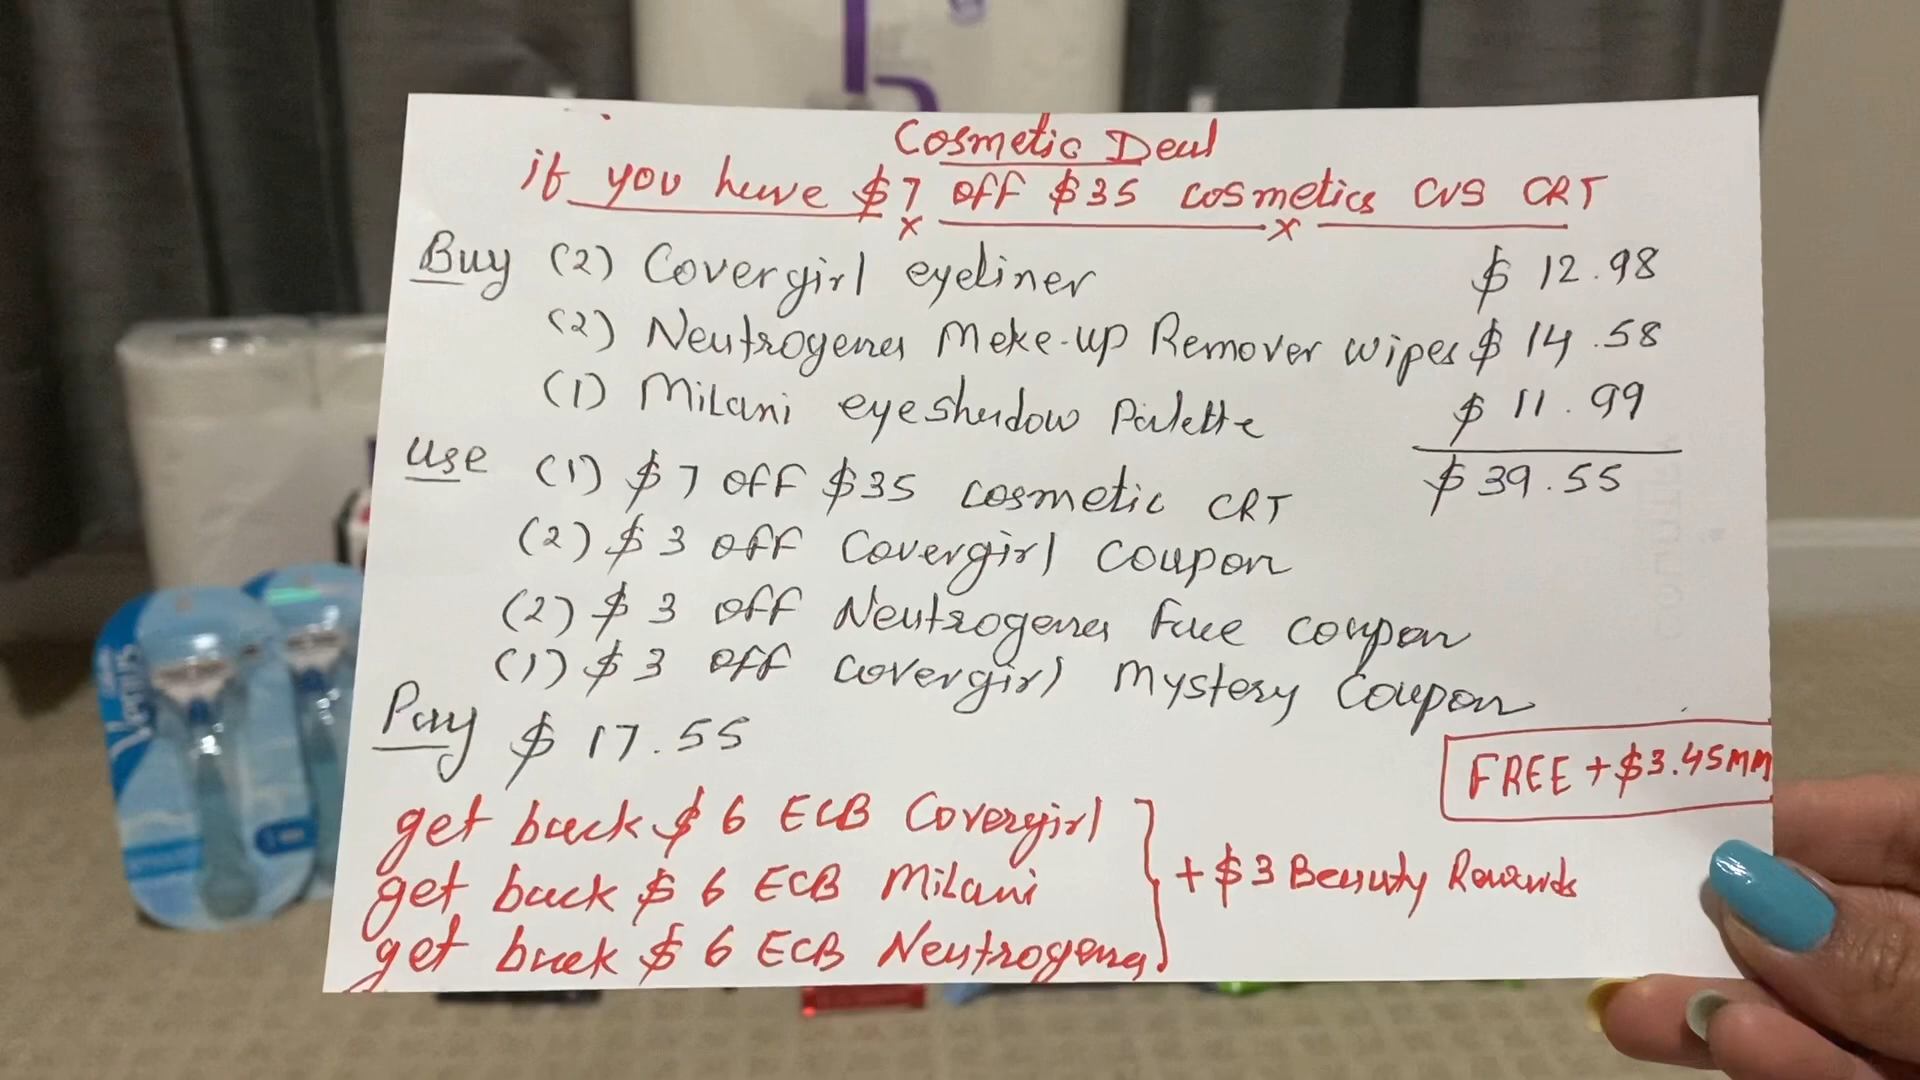 Cosmetic Deal
if you have $7 off $35 cosmetics CVS CRT
Buy (2) Covergirl eyeliner $ 12.98
(2) Neutrogena Make-up Remover wipes $ 14.58
(1) Milani eyeshadow Palette $ 11.99
$ 39.55
Use (1) $7 off $35 cosmetic CRT
(2) $3 off Covergirl coupon
(2) $3 off Neutrogena Face coupon
(1) $3 off covergirl Mystery Coupon
Pay $ 17.55
FREE + $3.45MM
get back $ 6 ECB Covergirl
get back $ 6 ECB Milani
get back $ 6 ECB Neutrogena
+ $3 Beauty Rewards
Venus